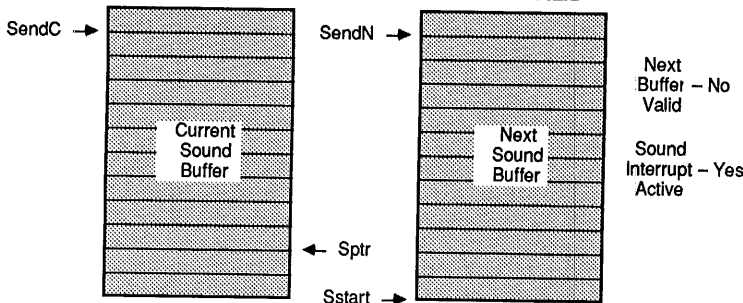 SendC
SendN
Next
Buffer – No
Valid
Current
Sound
Buffer
Next
Sound
Buffer
Sound
Interrupt – Yes
Active
Sptr
Sstart